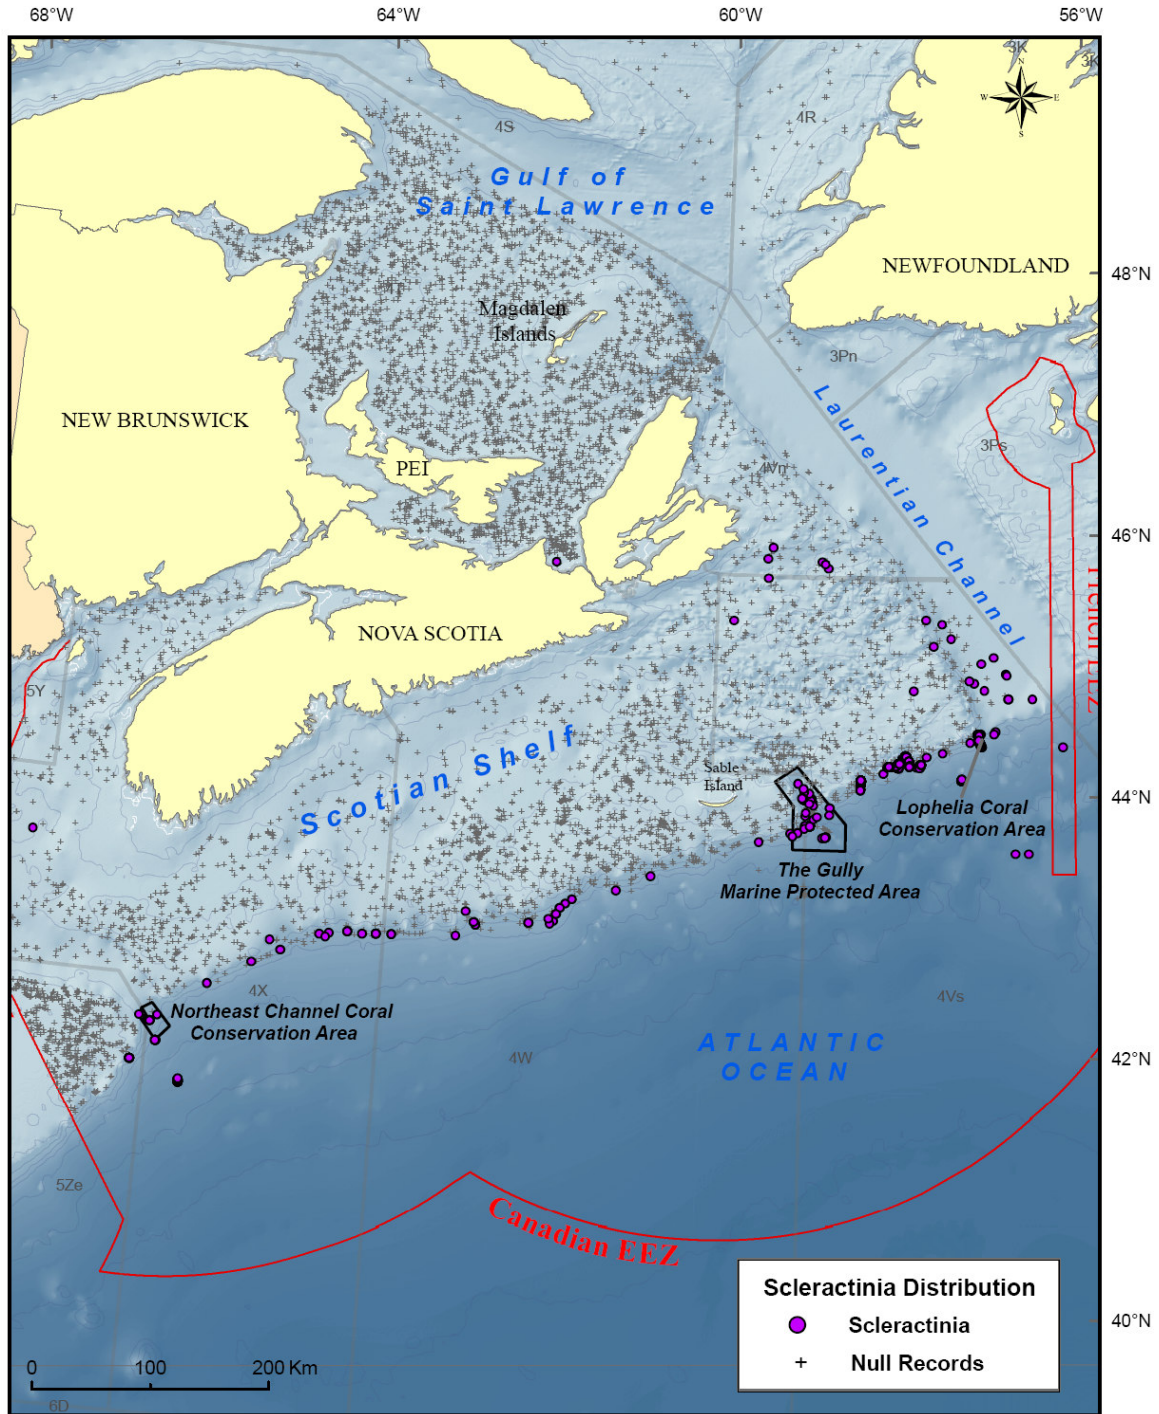 68°W
64°W
60°W
56°W
3K
3K
N
W
E
S
4S
4R
Gulf of
Saint Lawrence
NEWFOUNDLAND
48°N
Magdalen
Islands
3Pn
Laurentian Channel
NEW BRUNSWICK
3Ps
PEI
4Vn
46°N
French EEZ
NOVA SCOTIA
5Y
Scotian Shelf
Sable
Island
44°N
Lophelia Coral
Conservation Area
The Gully
Marine Protected Area
4X
4Vs
Northeast Channel Coral
Conservation Area
4W
ATLANTIC
OCEAN
42°N
5Ze
Canadian EEZ
Scleractinia Distribution
Scleractinia
Null Records
40°N
0
100
200 Km
6D